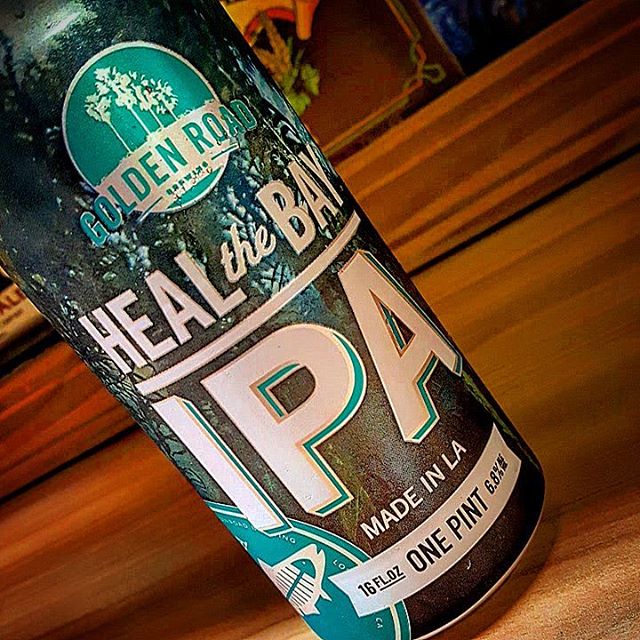 GOLDEN ROAD
BREWING
HEAL the BAY
IPA
MADE IN LA
16 FL.OZ ONE PINT 6.8%